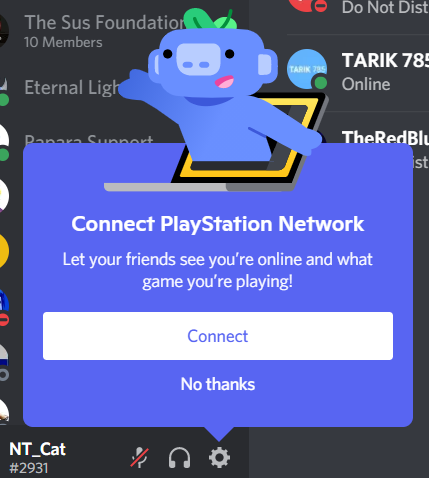 The Sus Foundation
10 Members
Do Not Dist
TARIK 785
TARIK 785
Online
Eternal Ligh
Papara Support
TheRedBlu
ist
Connect PlayStation Network
Let your friends see you're online and what
game you're playing!
Connect
No thanks
NT_Cat
#2931